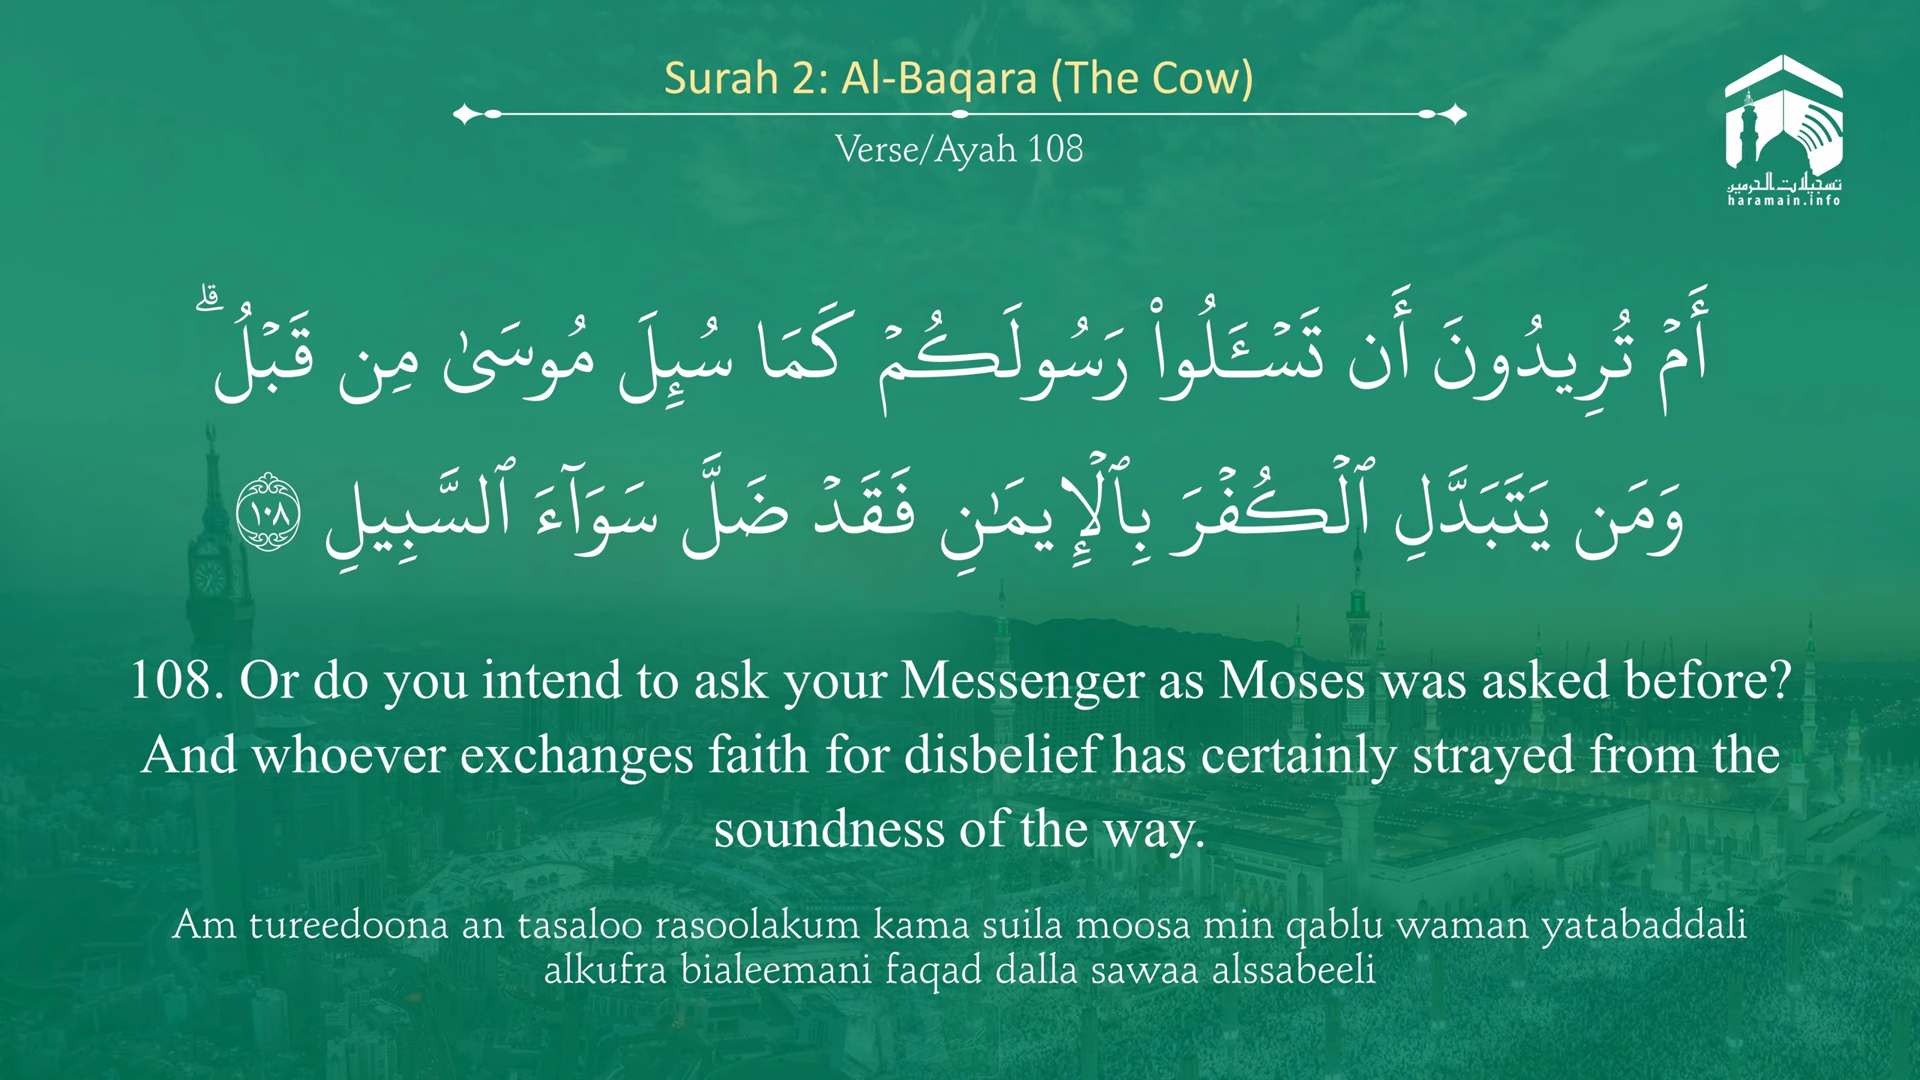 Surah 2: Al-Baqara (The Cow)
Verse/Ayah 108
تسجيلات الحرمين
haramain.info
أَمْ تُرِيدُونَ أَن تَسْـَٔلُوا۟ رَسُولَكُمْ كَمَا سُئِلَ مُوسَىٰ مِن قَبْلُ ۗ
وَمَن يَتَبَدَّلِ ٱلْكُفْرَ بِٱلْإِيمَـٰنِ فَقَدْ ضَلَّ سَوَآءَ ٱلسَّبِيلِ ١٠٨
108. Or do you intend to ask your Messenger as Moses was asked before?
And whoever exchanges faith for disbelief has certainly strayed from the
soundness of the way.
Am tureedoona an tasaloo rasoolakum kama suila moosa min qablu waman yatabaddali
alkufra bialeemani faqad dalla sawaa alssabeeli